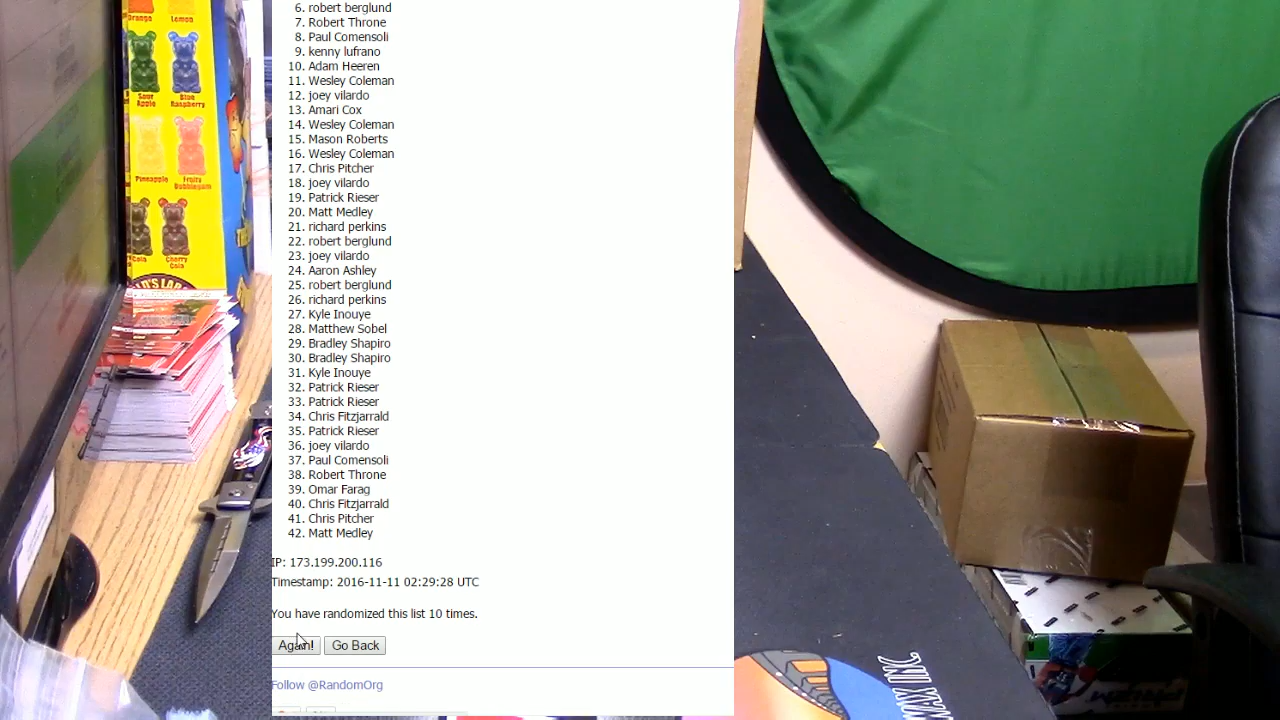 Orange Lemon
Sour Apple
Blue Raspberry
Pineapple
Fruity Bubblegum
Cola
Cherry Cola
6. robert berglund
7. Robert Throne
8. Paul Comensoli
9. kenny lufrano
10. Adam Heeren
11. Wesley Coleman
12. joey vilardo
13. Amari Cox
14. Wesley Coleman
15. Mason Roberts
16. Wesley Coleman
17. Chris Pitcher
18. joey vilardo
19. Patrick Rieser
20. Matt Medley
21. richard perkins
22. robert berglund
23. joey vilardo
24. Aaron Ashley
25. robert berglund
26. richard perkins
27. Kyle Inouye
28. Matthew Sobel
29. Bradley Shapiro
30. Bradley Shapiro
31. Kyle Inouye
32. Patrick Rieser
33. Patrick Rieser
34. Chris Fitzjarrald
35. Patrick Rieser
36. joey vilardo
37. Paul Comensoli
38. Robert Throne
39. Omar Farag
40. Chris Fitzjarrald
41. Chris Pitcher
42. Matt Medley
IP: 173.199.200.116
Timestamp: 2016-11-11 02:29:28 UTC
You have randomized this list 10 times.
Again! Go Back
Follow @RandomOrg
WAX INC.